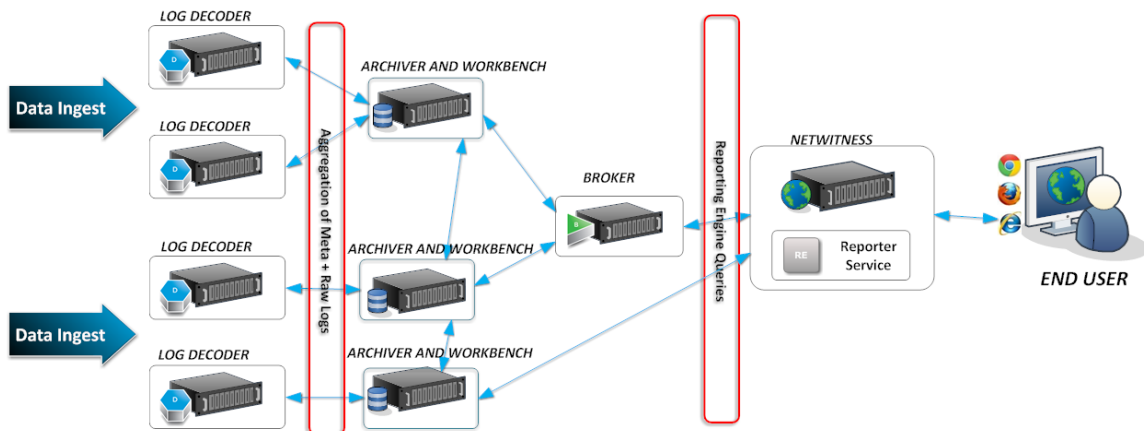 LOG DECODER
Data Ingest
D
LOG DECODER
D
LOG DECODER
D
Data Ingest
LOG DECODER
D
Aggregation of Meta + Raw Logs
ARCHIVER AND WORKBENCH
ARCHIVER AND WORKBENCH
ARCHIVER AND WORKBENCH
BROKER
B
Reporting Engine Queries
NETWITNESS
RE
Reporter
Service
END USER